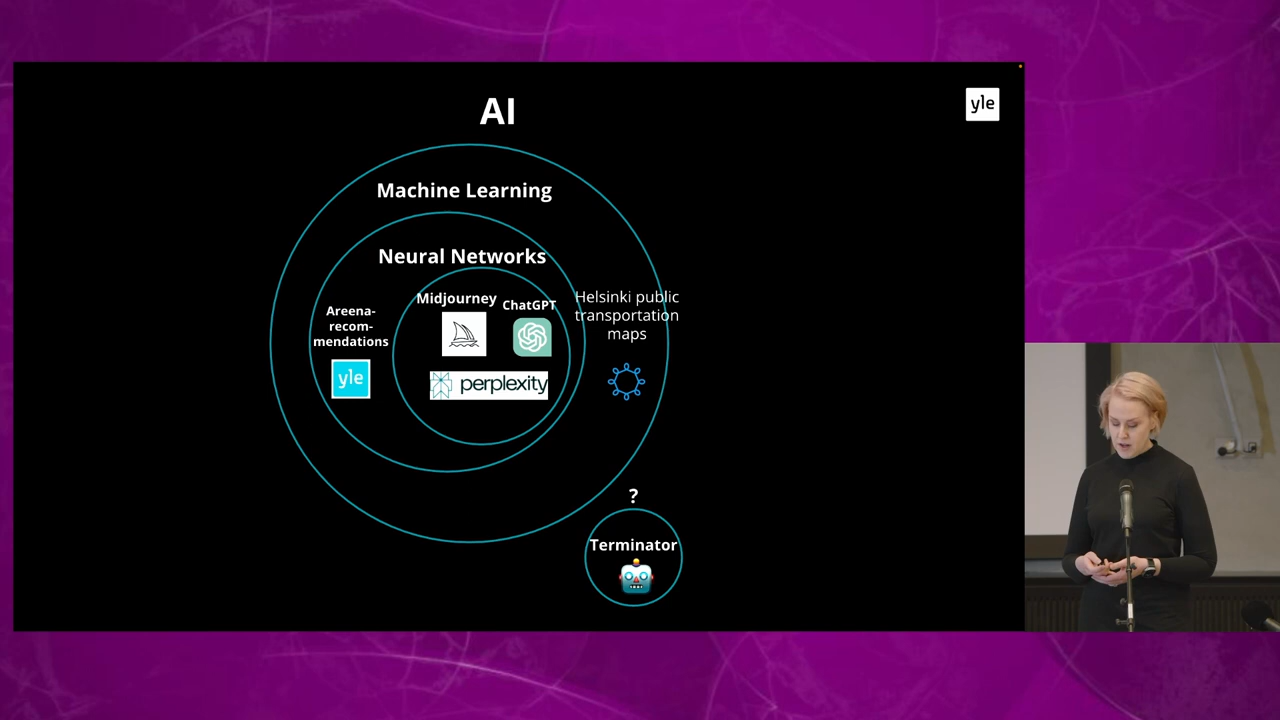 AI
yle
Machine Learning
Neural Networks
Midjourney
ChatGPT
Areena-
recom-
mendations
yle
perplexity
Helsinki public
transportation
maps
?
Terminator